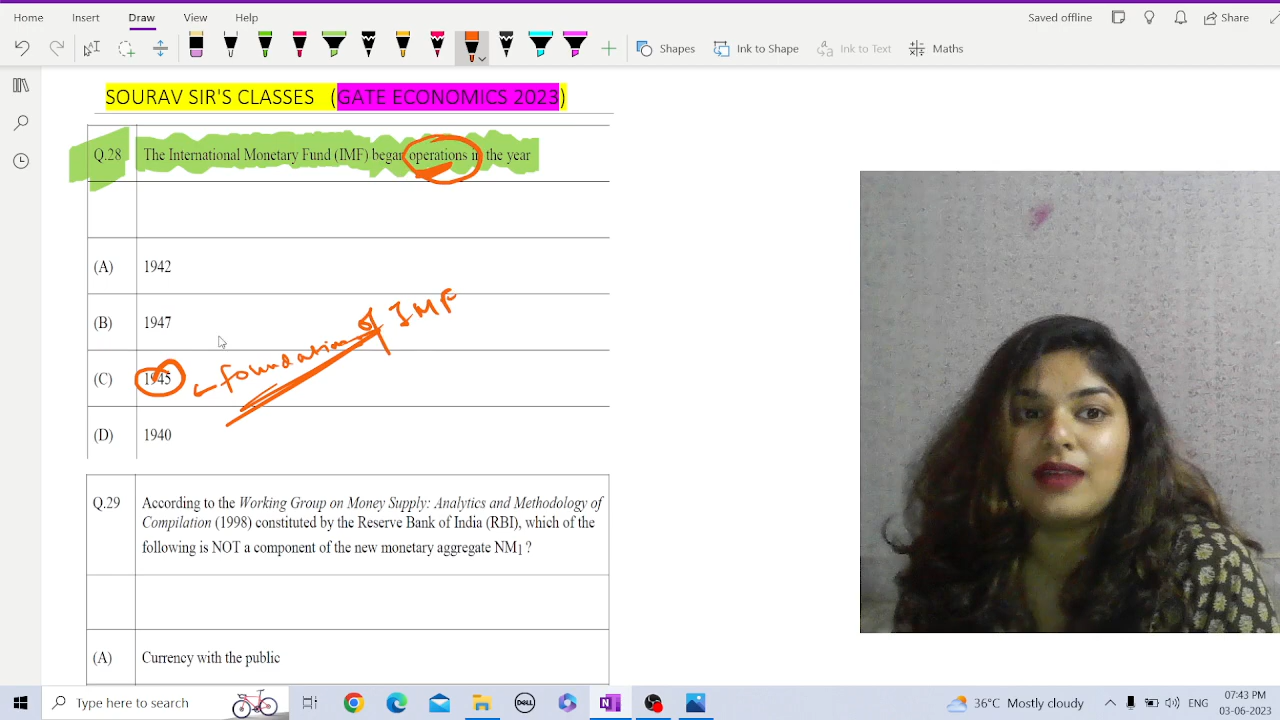 Home Insert Draw View Help Saved offline Share
Shapes Ink to Shape Ink to Text Maths
SOURAV SIR'S CLASSES (GATE ECONOMICS 2023)
Q.28 The International Monetary Fund (IMF) began operations in the year
(A) 1942
(B) 1947
foundation of IMF
(C) 1945
(D) 1940
Q.29 According to the Working Group on Money Supply: Analytics and Methodology of
Compilation (1998) constituted by the Reserve Bank of India (RBI), which of the
following is NOT a component of the new monetary aggregate NM1 ?
(A) Currency with the public
Type here to search DELL N 36°C Mostly cloudy 07:43 PM
03-06-2023